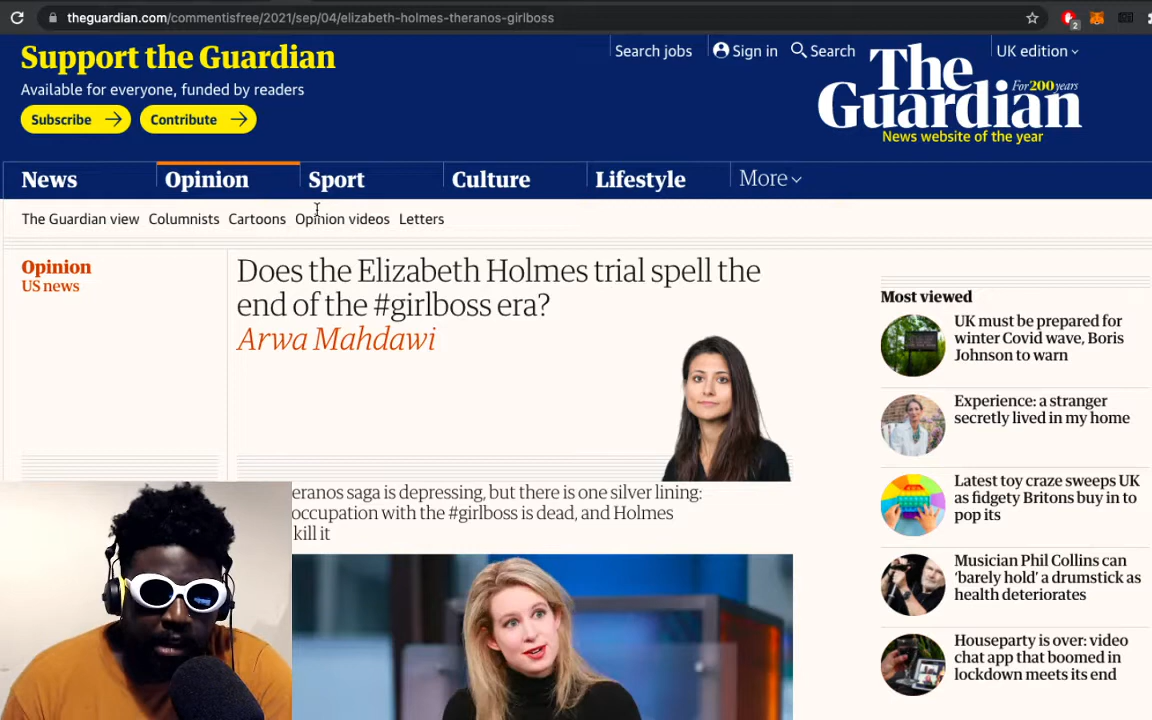 theguardian.com/commentisfree/2021/sep/04/elizabeth-holmes-theranos-girlboss
2
Support the Guardian
Available for everyone, funded by readers
Subscribe
Contribute
Search jobs
Sign in
Search
UK edition
The Guardian
For 200 years
News website of the year
News
Opinion
Sport
Culture
Lifestyle
More
The Guardian view
Columnists
Cartoons
Opinion videos
Letters
Opinion
US news
Does the Elizabeth Holmes trial spell the
end of the #girlboss era?
Arwa Mahdawi
eranos saga is depressing, but there is one silver lining:
occupation with the #girlboss is dead, and Holmes
kill it
Most viewed
UK must be prepared for
winter Covid wave, Boris
Johnson to warn
Experience: a stranger
secretly lived in my home
Latest toy craze sweeps UK
as fidgety Britons buy in to
pop its
Musician Phil Collins can
‘barely hold’ a drumstick as
health deteriorates
Houseparty is over: video
chat app that boomed in
lockdown meets its end